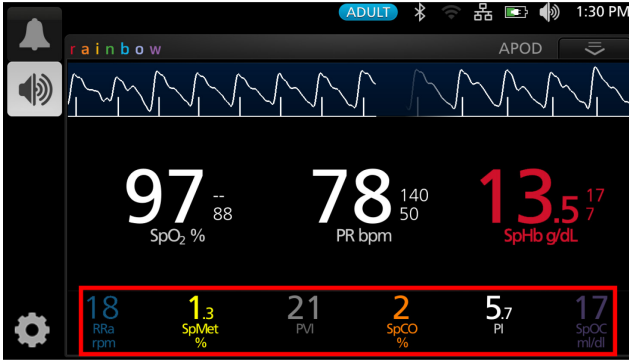 ADULT 1:30 PM
rainbow APOD
97 -- 88
SpO₂ %
78 140 50
PR bpm
13.5 17 7
SpHb g/dL
18 1.3 21 2 5.7 17
RRa SpMet PVI SpCO PI SpOC
rpm % % ml/dl